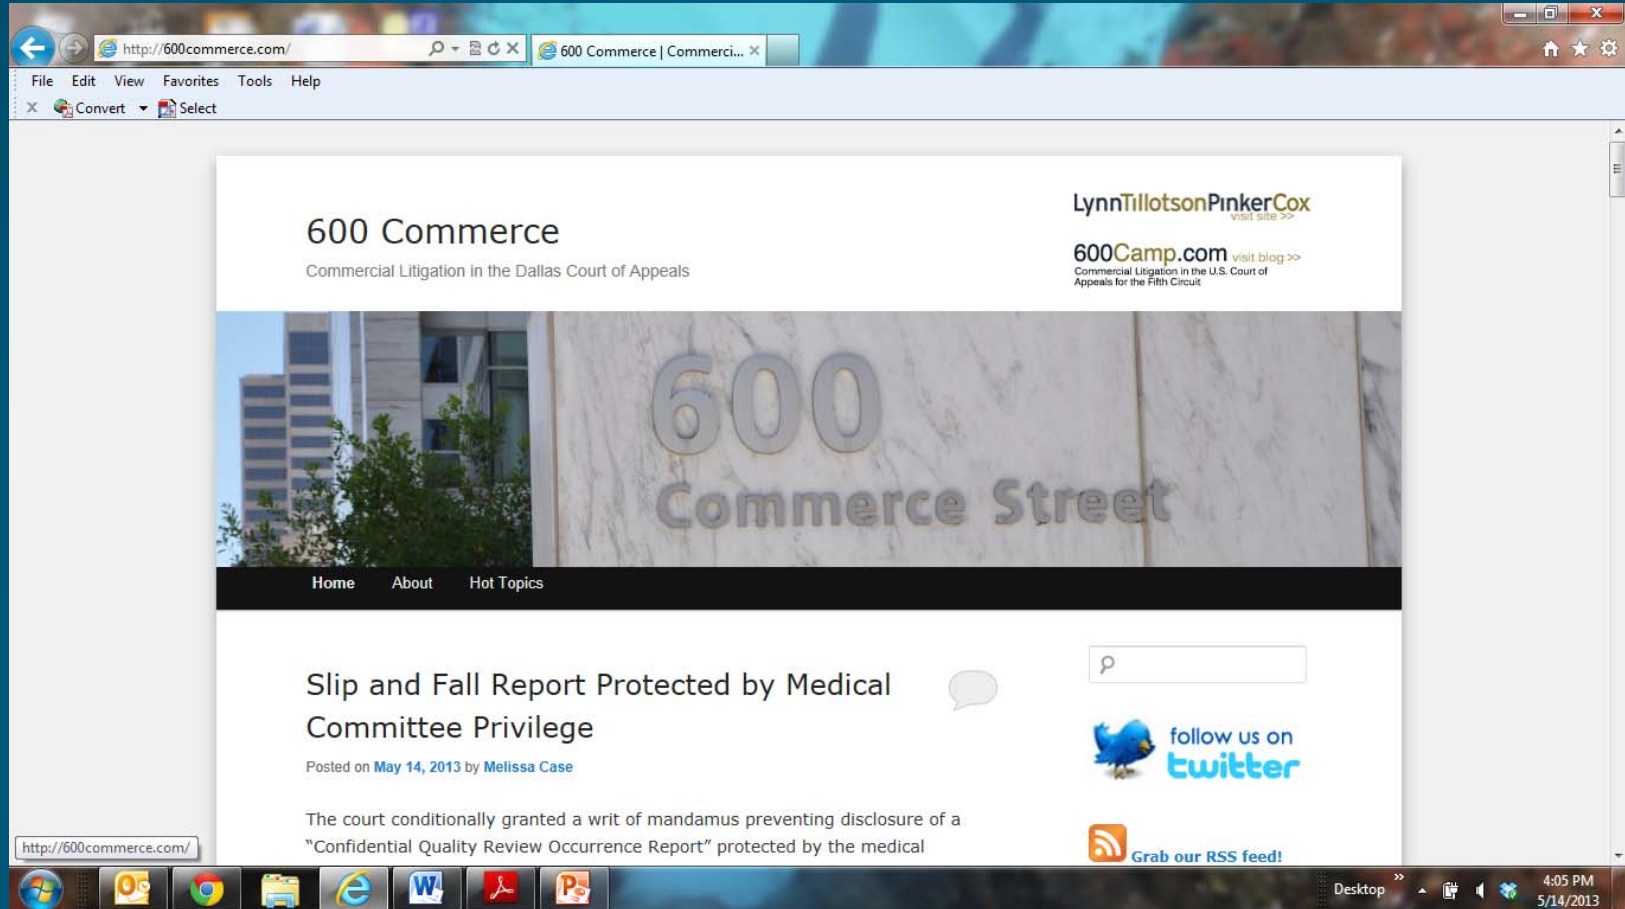 http://600commerce.com/
600 Commerce | Commerci...
File Edit View Favorites Tools Help
x Convert Select
LynnTillotsonPinkerCox
visit site >>
600 Commerce
Commercial Litigation in the Dallas Court of Appeals
600Camp.com visit blog >>
Commercial Litigation in the U.S. Court of
Appeals for the Fifth Circuit
600
Commerce Street
Home About Hot Topics
Slip and Fall Report Protected by Medical
Committee Privilege
Posted on May 14, 2013 by Melissa Case
follow us on
twitter
The court conditionally granted a writ of mandamus preventing disclosure of a
“Confidential Quality Review Occurrence Report” protected by the medical
Grab our RSS feed!
http://600commerce.com/
Desktop
4:05 PM
5/14/2013